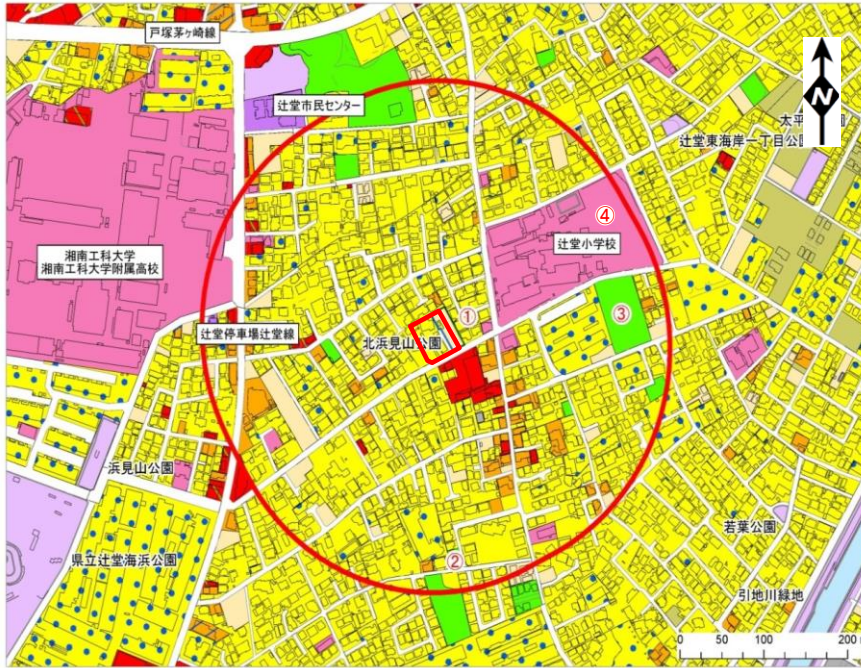 戸塚茅ヶ崎線
N
辻堂市民センター
辻堂東海岸一丁目公園
④
辻堂小学校
湘南工科大学
湘南工科大学附属高校
①
③
辻堂停車場辻堂線
北浜見山公園
浜見山公園
若葉公園
②
県立辻堂海浜公園
引地川緑地
0 50 100 200